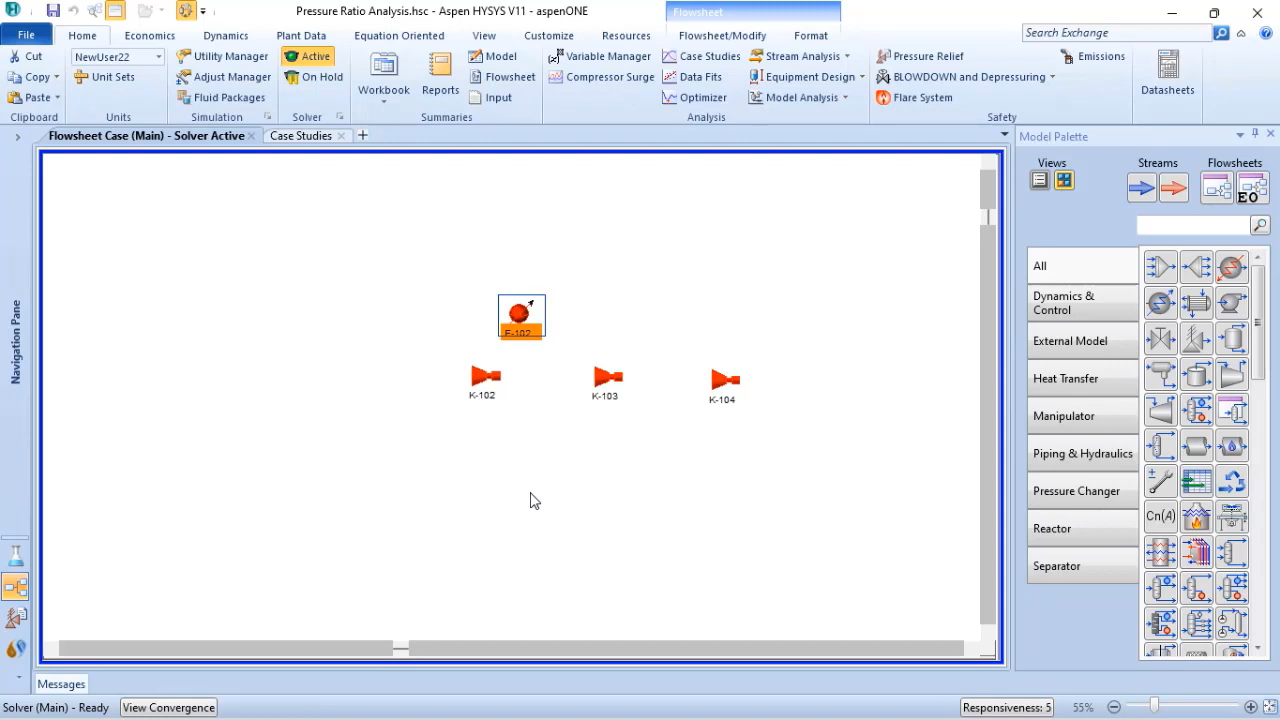 Pressure Ratio Analysis.hsc - Aspen HYSYS V11 - aspenONE
Flowsheet
File
Home
Economics
Dynamics
Plant Data
Equation Oriented
View
Customize
Resources
Flowsheet/Modify
Format
Search Exchange
Cut
Copy
Paste
Clipboard
NewUser22
Unit Sets
Units
Utility Manager
Adjust Manager
Fluid Packages
Simulation
Active
On Hold
Solver
Workbook
Reports
Model
Flowsheet
Input
Summaries
Variable Manager
Compressor Surge
Case Studies
Data Fits
Optimizer
Stream Analysis
Equipment Design
Model Analysis
Analysis
Pressure Relief
BLOWDOWN and Depressuring
Flare System
Emissions
Safety
Datasheets
Flowsheet Case (Main) - Solver Active
Case Studies
Navigation Pane
E-102
K-102
K-103
K-104
Model Palette
Views
Streams
Flowsheets
EO
All
Dynamics &
Control
External Model
Heat Transfer
Manipulator
Piping & Hydraulics
Pressure Changer
Reactor
Separator
Cn(A)
Messages
Solver (Main) - Ready
View Convergence
Responsiveness: 5
55%